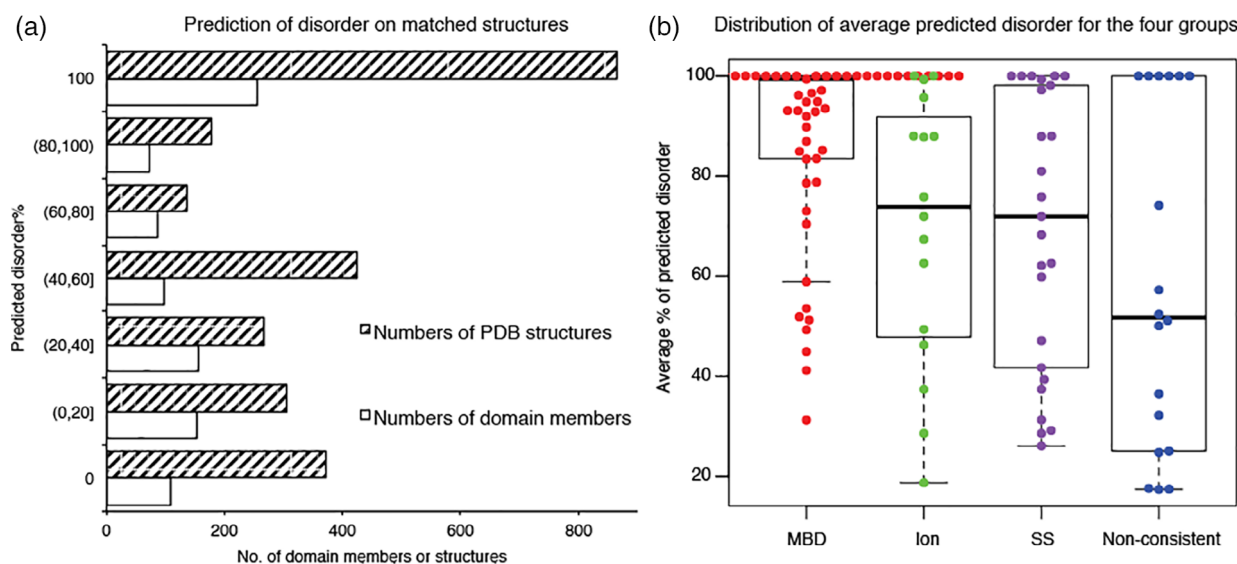 (a)
Prediction of disorder on matched structures
Predicted disorder%
100
(80,100)
(60,80]
(40,60]
(20,40]
(0,20]
0
Numbers of PDB structures
Numbers of domain members
0 200 400 600 800
No. of domain members or structures
(b)
Distribution of average predicted disorder for the four groups
Average % of predicted disorder
100
80
60
40
20
MBD Ion SS Non-consistent